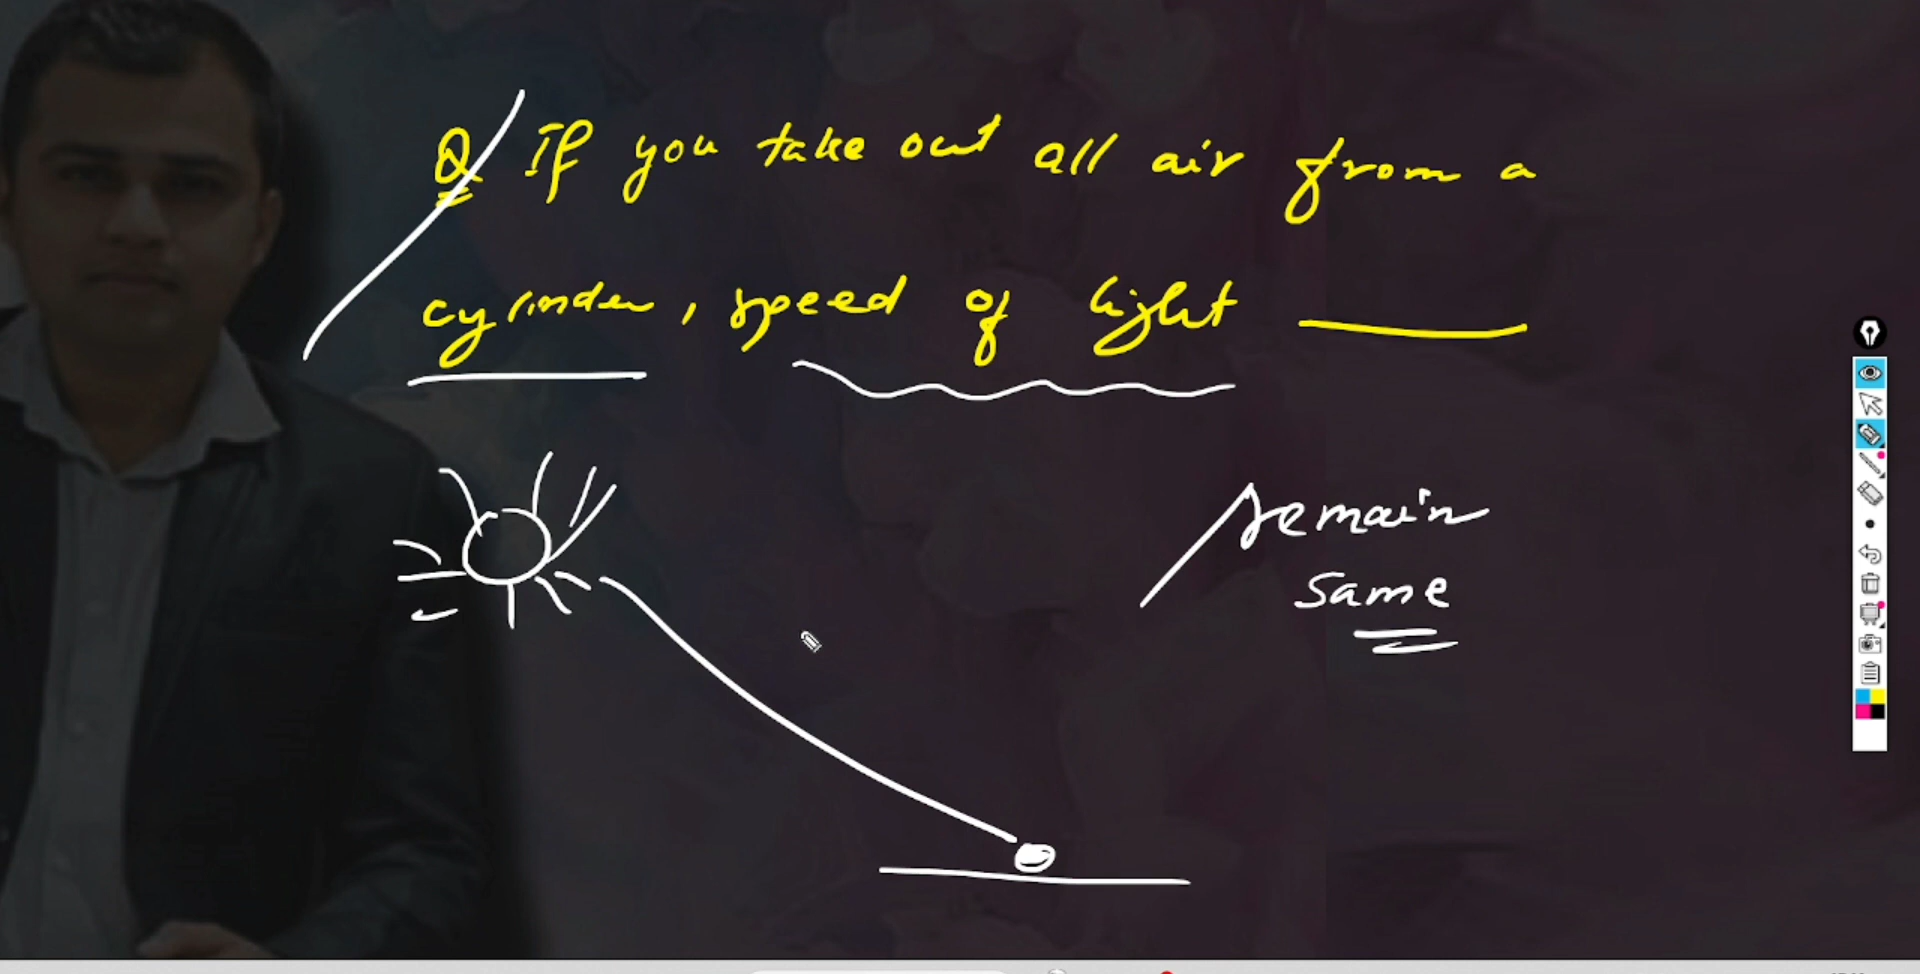 Q If you take out all air from a
cylinder, speed of light ______
remain
same